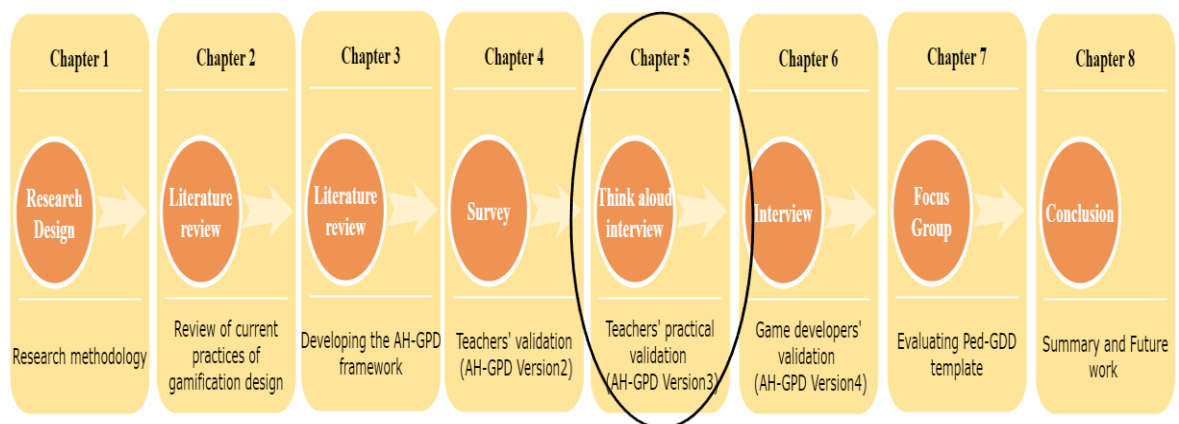 Chapter 1
Research
Design
Research methodology
Chapter 2
Literature
review
Review of current
practices of
gamification design
Chapter 3
Literature
review
Developing the AH-GPD
framework
Chapter 4
Survey
Teachers' validation
(AH-GPD Version2)
Chapter 5
Think aloud
interview
Teachers' practical
validation
(AH-GPD Version3)
Chapter 6
Interview
Game developers'
validation
(AH-GPD Version4)
Chapter 7
Focus
Group
Evaluating Ped-GDD
template
Chapter 8
Conclusion
Summary and Future
work